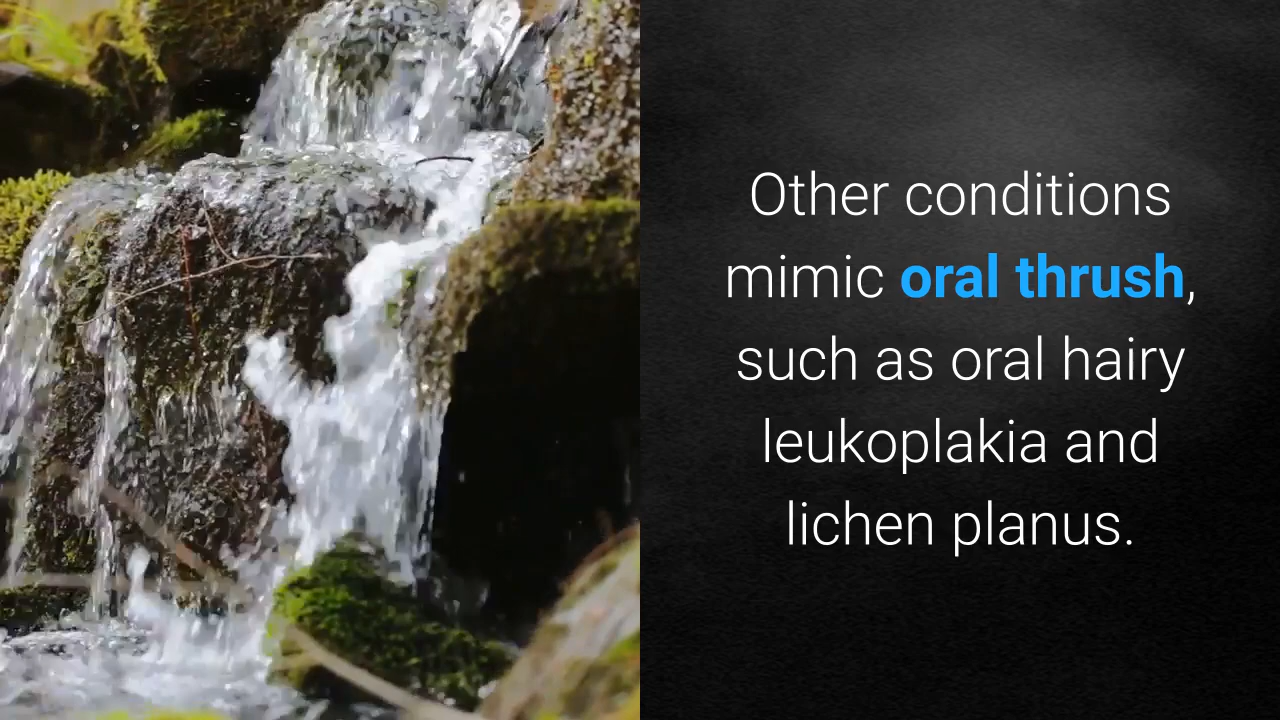 Other conditions
mimic oral thrush,
such as oral hairy
leukoplakia and
lichen planus.